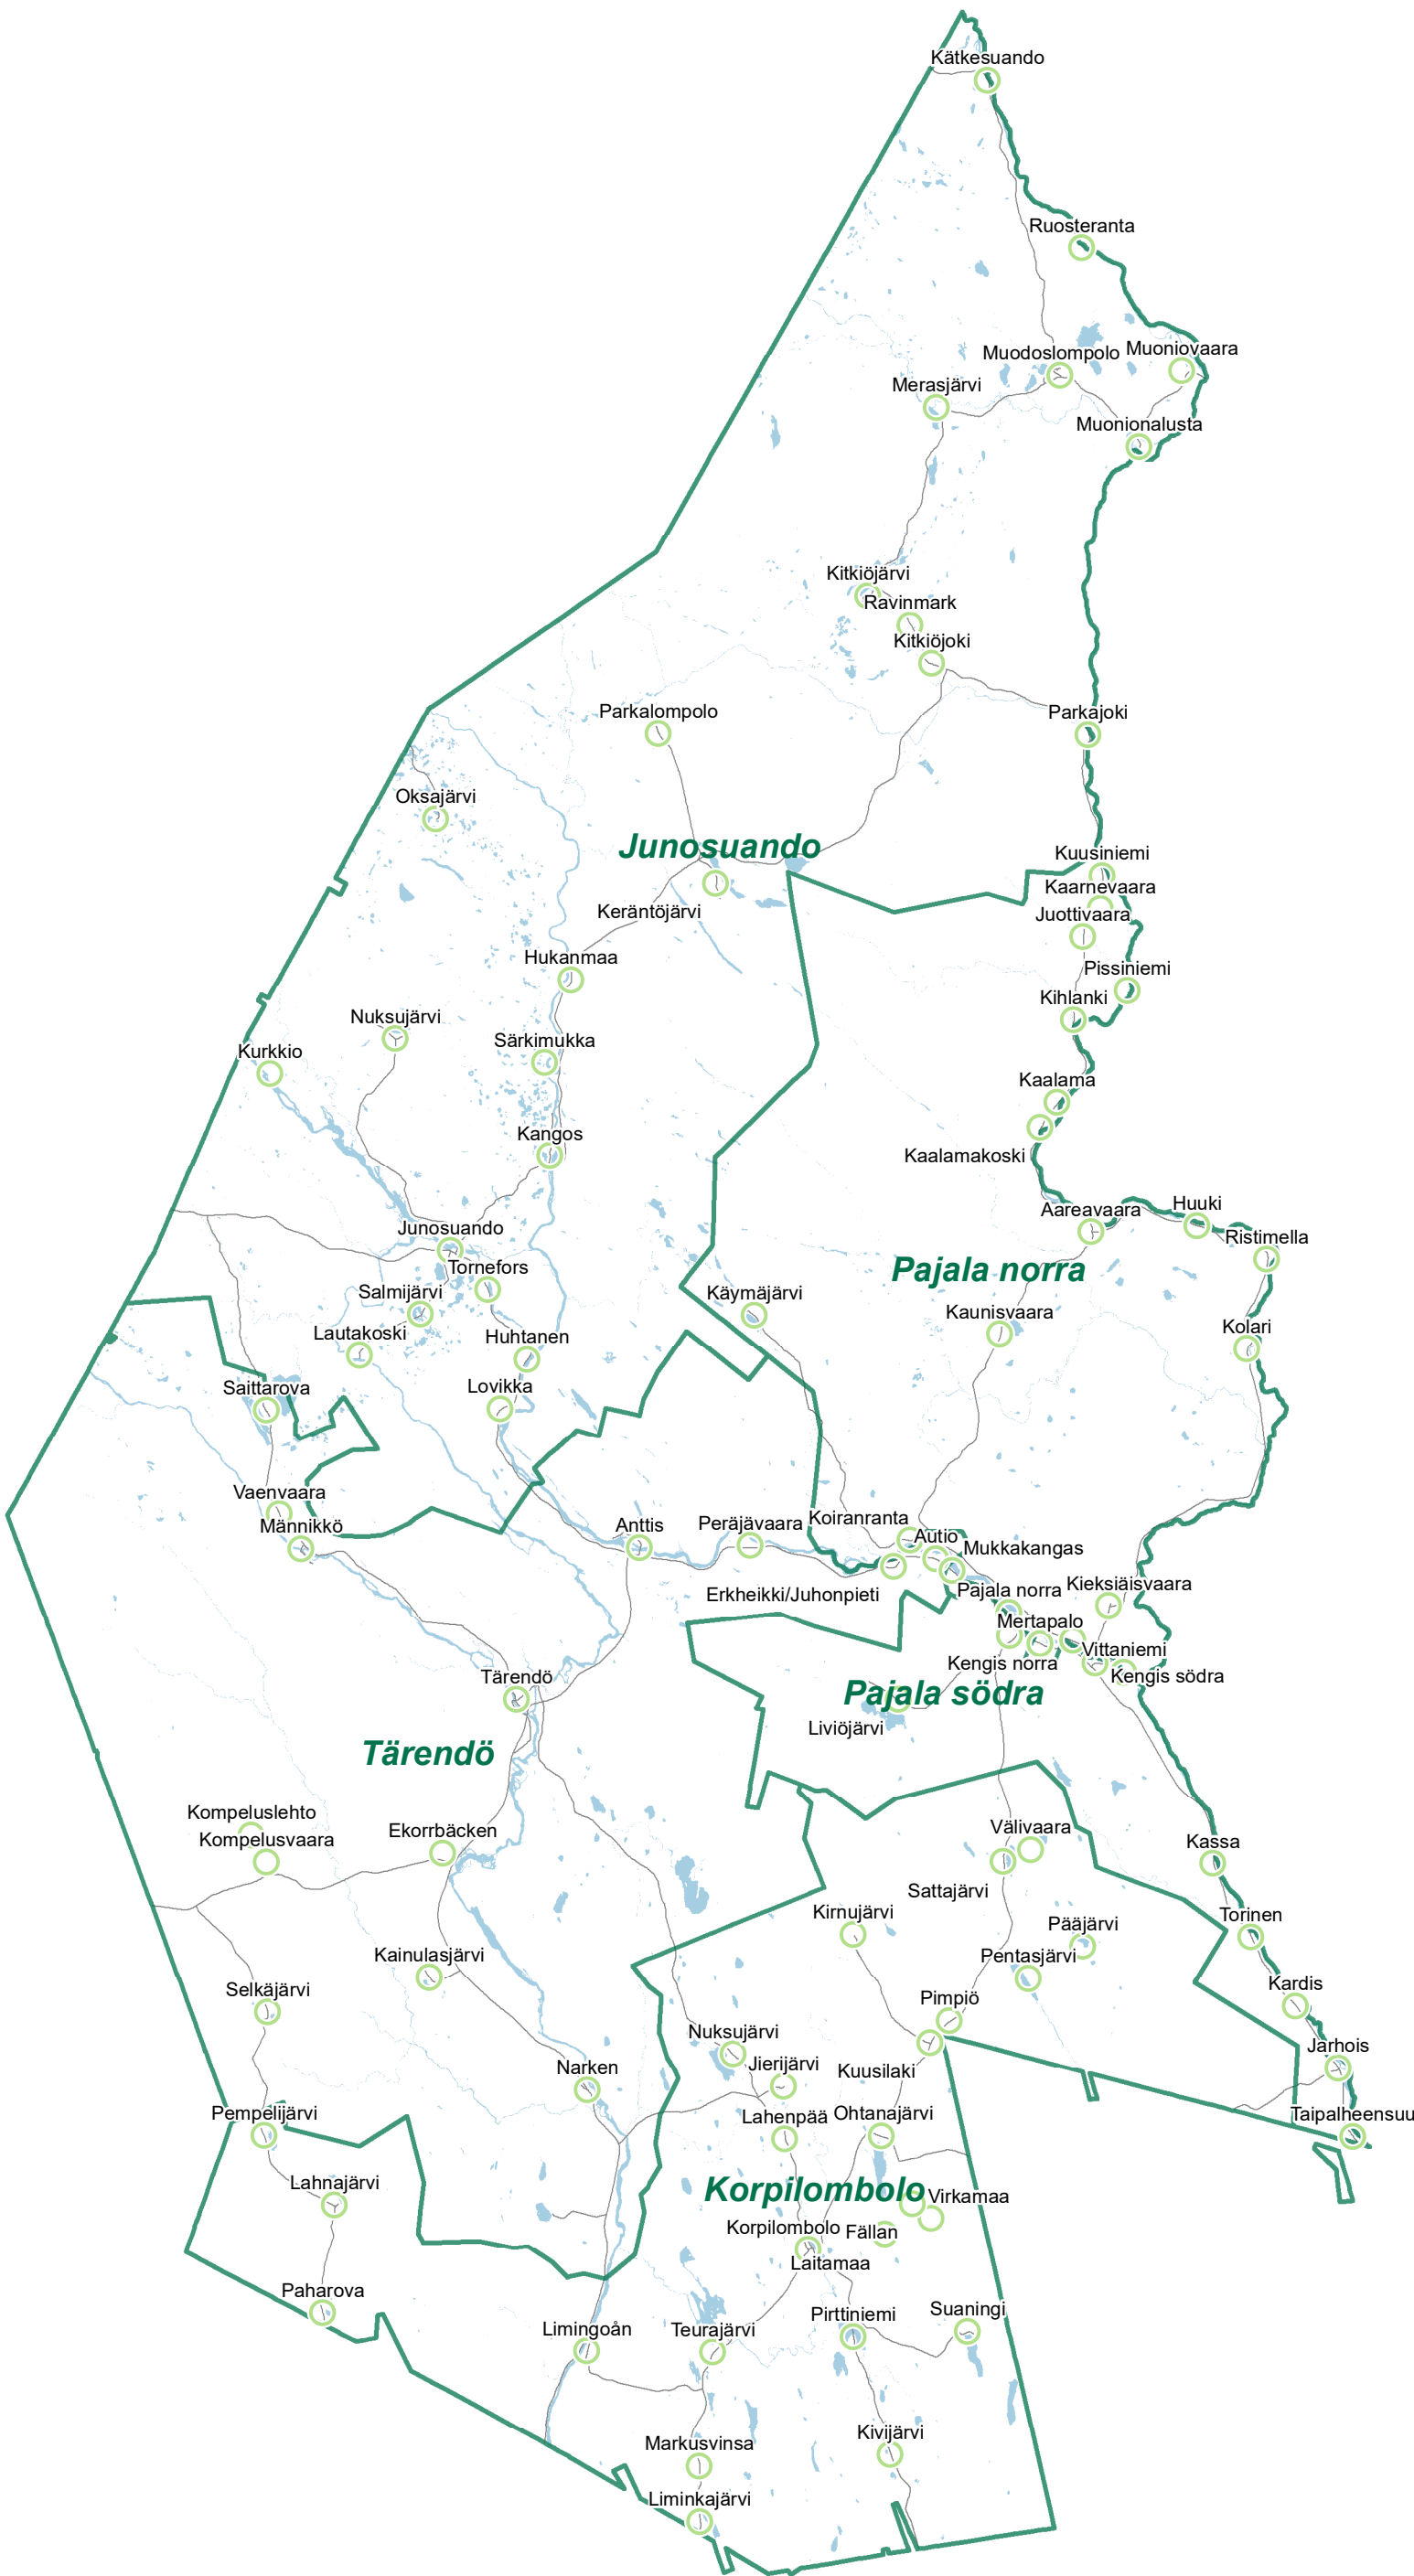 Kätkesuando
Ruosteranta
Muodoslompolo
Muoniovaara
Merasjärvi
Muonionalusta
Kitkiöjärvi
Ravinmark
Kitkiöjoki
Parkalompolo
Parkajoki
Oksajärvi
Junosuando
Kuusiniemi
Kaarnevaara
Keräntöjärvi
Juottivaara
Hukanmaa
Pissiniemi
Kihlanki
Nuksujärvi
Särkimukka
Kurkkio
Kaalama
Kangos
Kaalamakoski
Aareavaara
Huuki
Junosuando
Ristimella
Tornefors
Pajala norra
Salmijärvi
Käymäjärvi
Kaunisvaara
Lautakoski
Huhtanen
Kolari
Saittarova
Lovikka
Vaenvaara
Männikkö
Anttis
Peräjävaara
Koiranranta
Autio
Mukkakangas
Erkheikki/Juhonpieti
Pajala norra
Kieksiäisvaara
Mertapalo
Vittaniemi
Kengis norra
Kengis södra
Tärendö
Pajala södra
Liviöjärvi
Tärendö
Kompeluslehto
Kompelusvaara
Ekorrbäcken
Välivaara
Kassa
Sattajärvi
Kirnujärvi
Pääjärvi
Torinen
Kainulasjärvi
Pentasjärvi
Selkäjärvi
Kardis
Pimpiö
Nuksujärvi
Jarhois
Jierijärvi
Kuusilaki
Narken
Pempelijärvi
Lahenpää
Ohtanajärvi
Taipalheensuu
Lahnajärvi
Korpilombolo
Virkamaa
Korpilombolo
Fällan
Laitamaa
Paharova
Pirttiniemi
Suaningi
Limingoån
Teurajärvi
Kivijärvi
Markusvinsa
Liminkajärvi